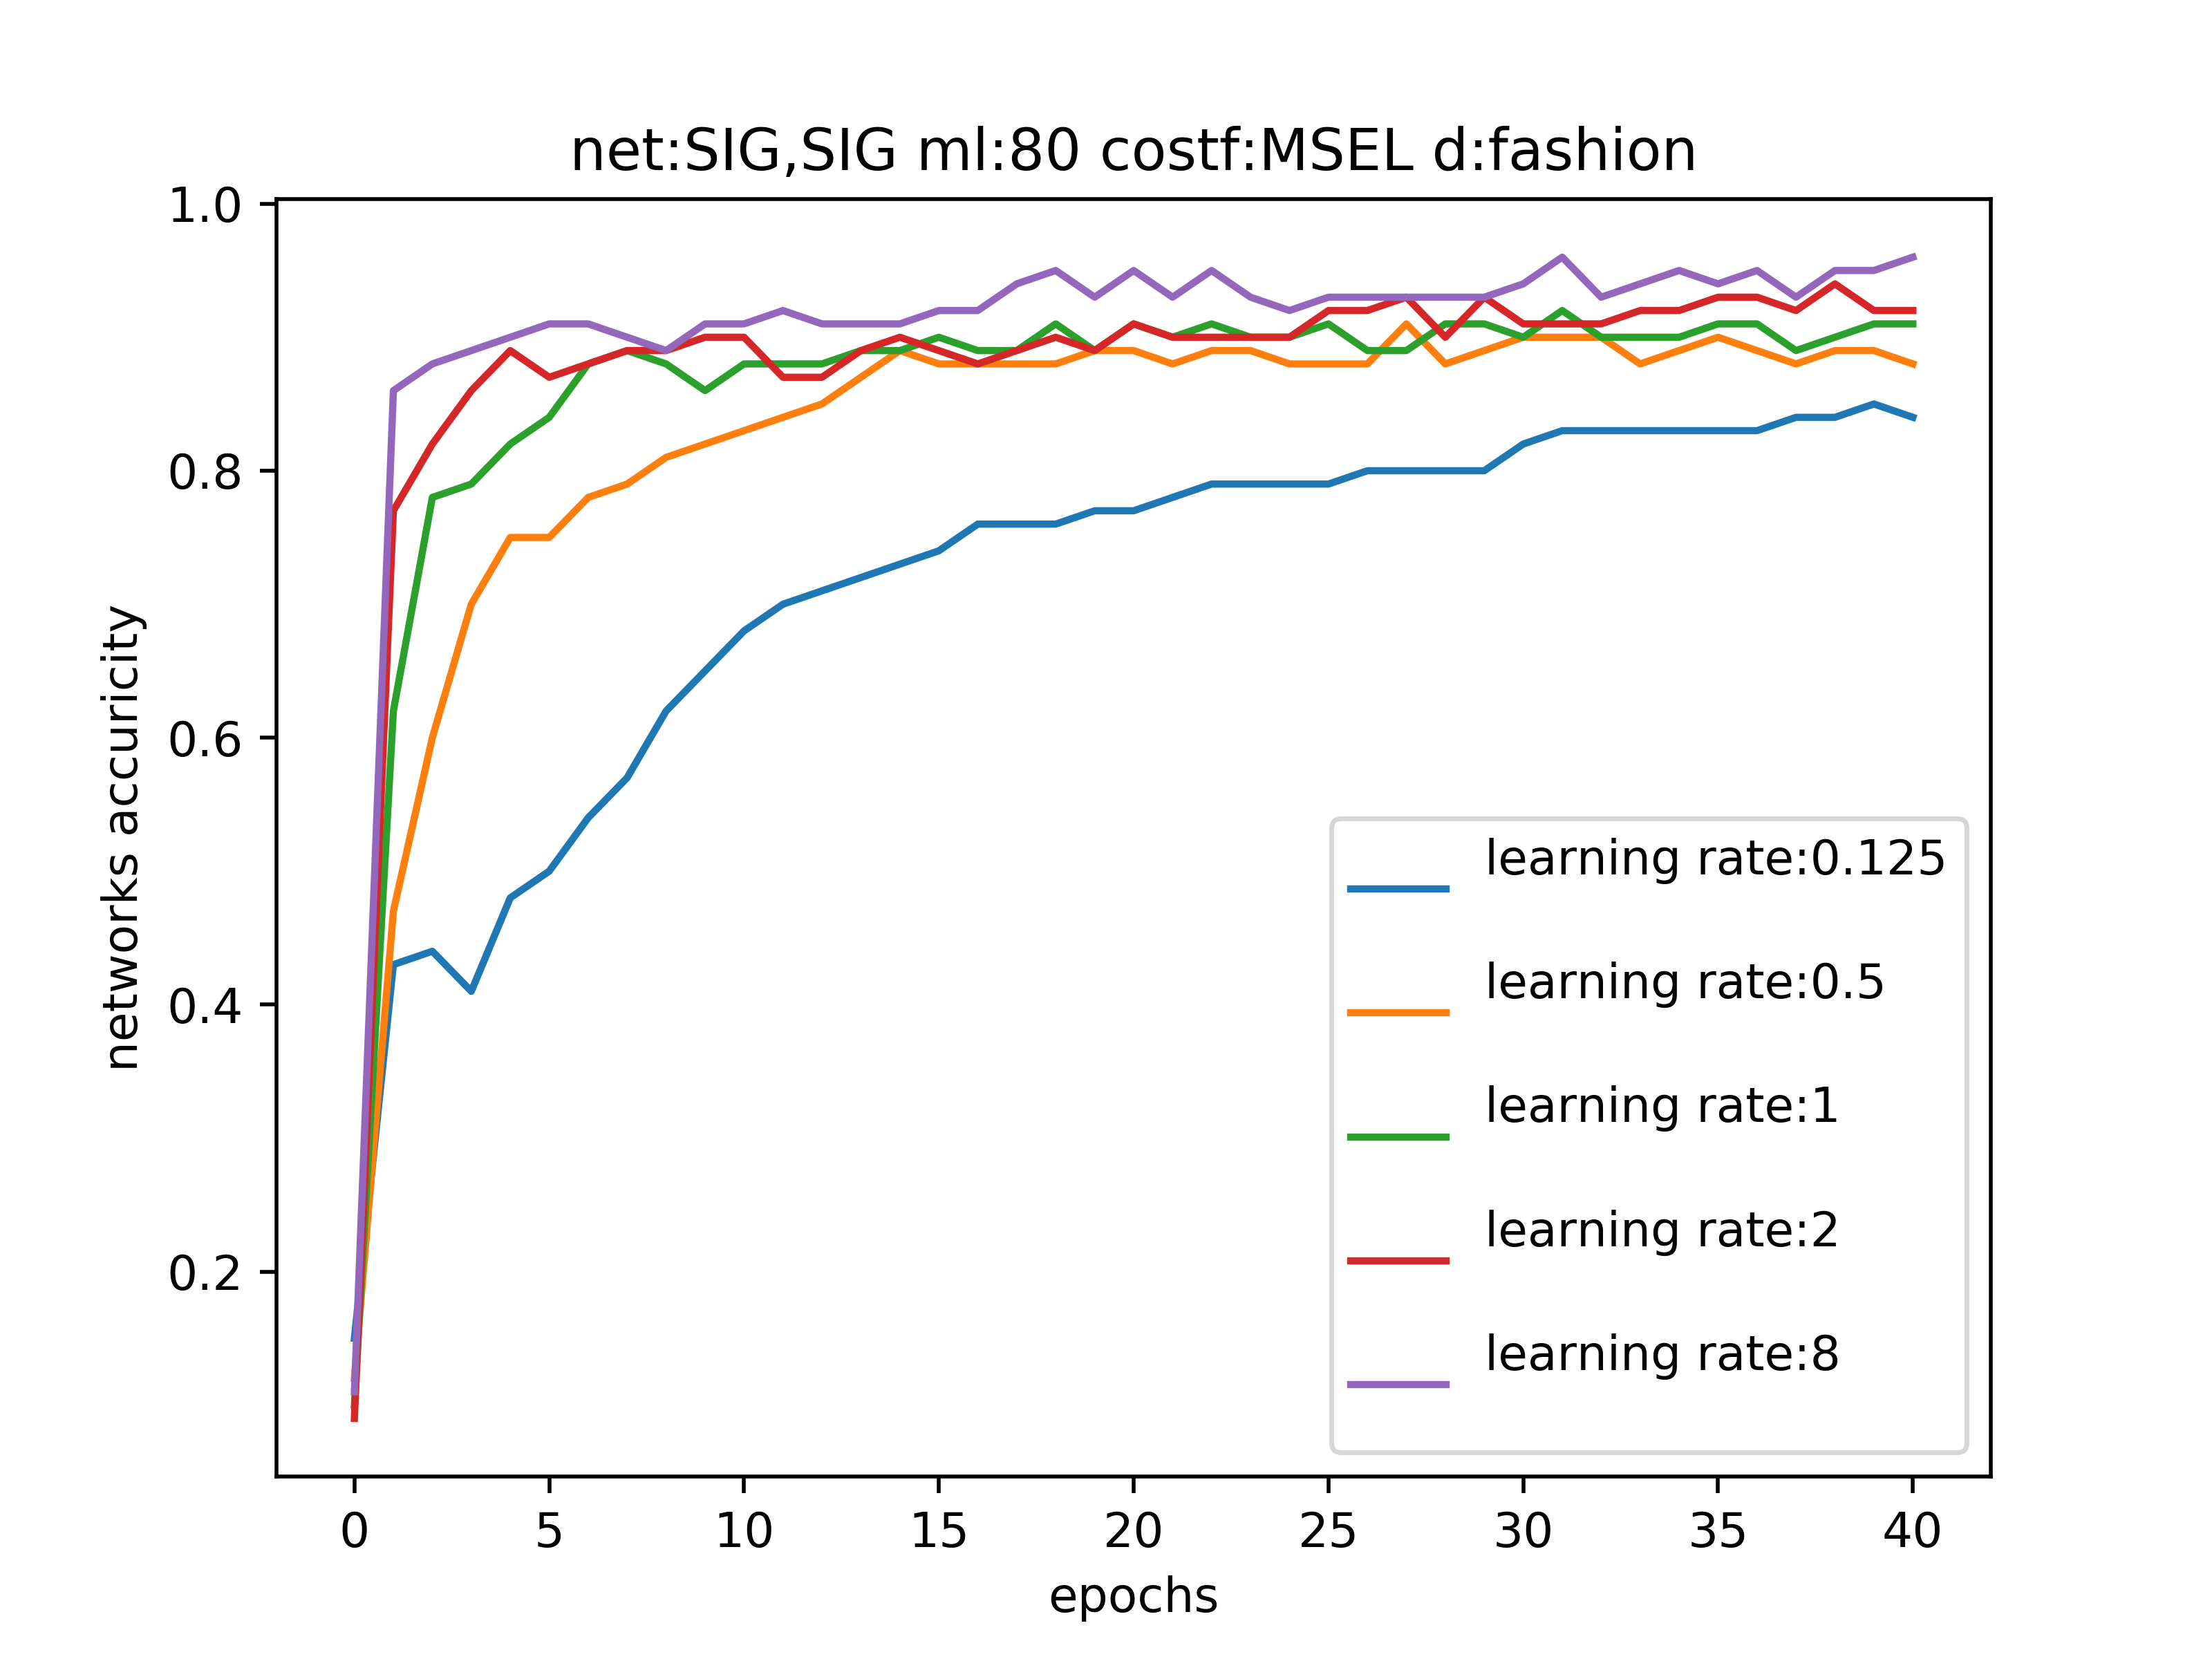 net:SIG,SIG ml:80 costf:MSEL d:fashion
1.0
0.8
0.6
0.4
0.2
networks accuricity
learning rate:0.125
learning rate:0.5
learning rate:1
learning rate:2
learning rate:8
0 5 10 15 20 25 30 35 40
epochs